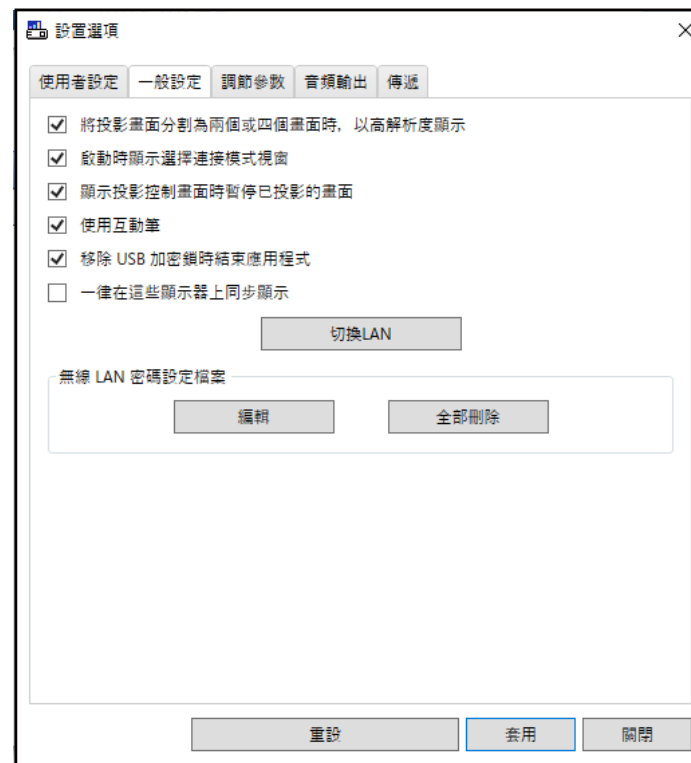 設置選項
使用者設定 一般設定 調節參數 音頻輸出 傳遞
將投影畫面分割為兩個或四個畫面時，以高解析度顯示
啟動時顯示選擇連接模式視窗
顯示投影控制畫面時暫停已投影的畫面
使用互動筆
移除 USB 加密鎖時結束應用程式
一律在這些顯示器上同步顯示
切換LAN
無線 LAN 密碼設定檔案
編輯 全部刪除
重設 套用 關閉